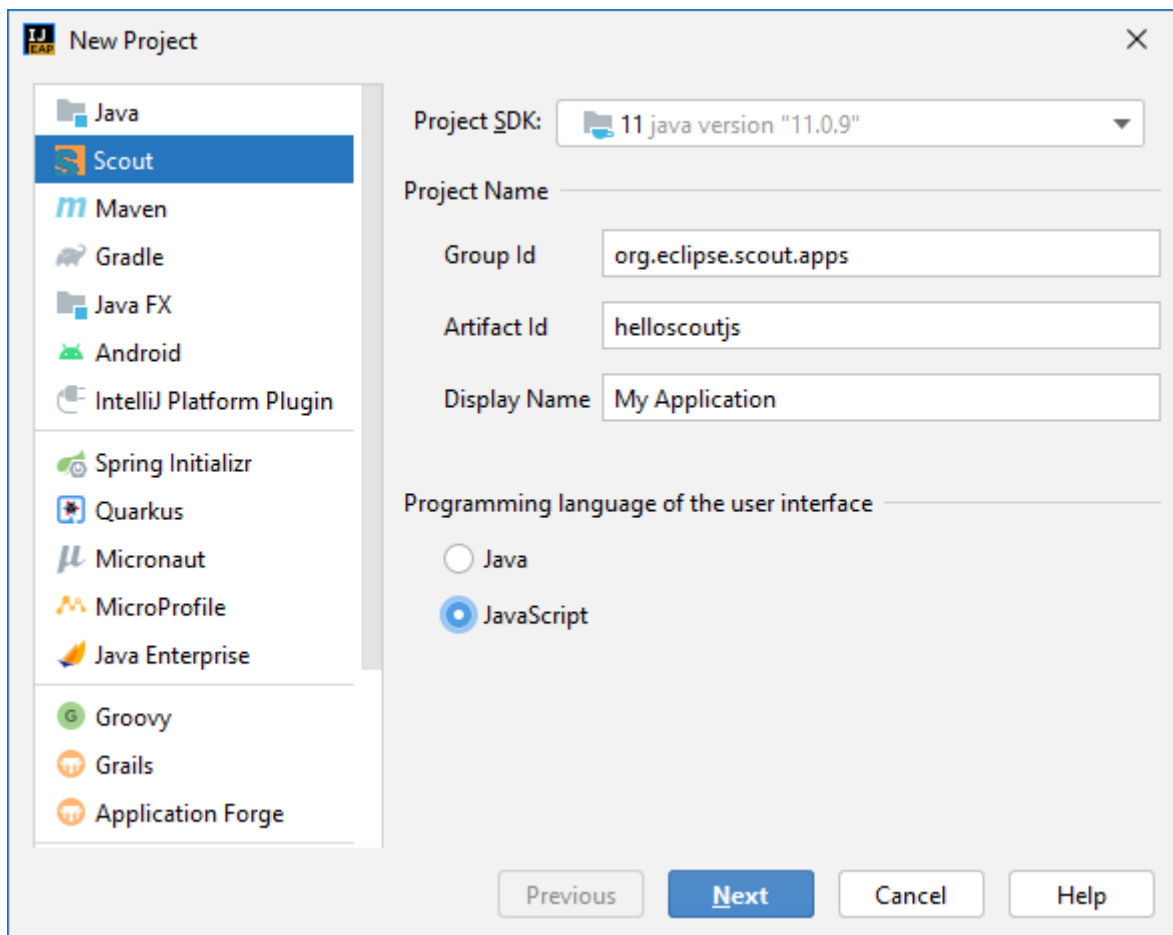 IJ
EAP
New Project
Java
Scout
Maven
Gradle
Java FX
Android
IntelliJ Platform Plugin
Spring Initializr
Quarkus
Micronaut
MicroProfile
Java Enterprise
Groovy
Grails
Application Forge
Project SDK: 11 java version "11.0.9"
Project Name
Group Id org.eclipse.scout.apps
Artifact Id helloscoutjs
Display Name My Application
Programming language of the user interface
Java
JavaScript
Previous Next Cancel Help